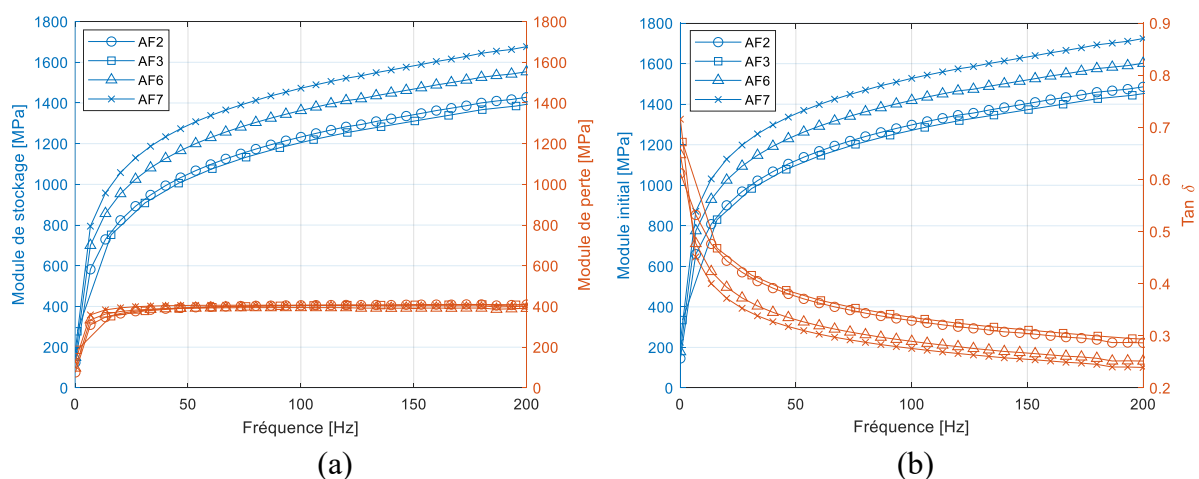 1800
1600
1400
1200
1000
800
600
400
200
0
Module de stockage [MPa]
AF2
AF3
AF6
AF7
1800
1600
1400
1200
1000
800
600
400
200
0
Module de perte [MPa]
0 50 100 150 200
Fréquence [Hz]
(a)
1800
1600
1400
1200
1000
800
600
400
200
0
Module initial [MPa]
AF2
AF3
AF6
AF7
0.9
0.8
0.7
0.6
0.5
0.4
0.3
0.2
Tan δ
0 50 100 150 200
Fréquence [Hz]
(b)